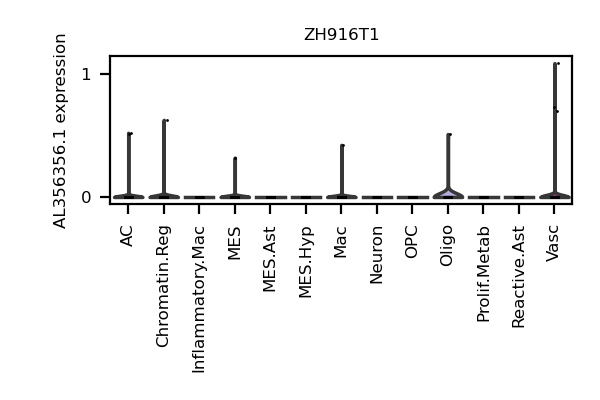 ZH916T1
AL356356.1 expression
1
0
AC
Chromatin.Reg
Inflammatory.Mac
MES
MES.Ast
MES.Hyp
Mac
Neuron
OPC
Oligo
Prolif.Metab
Reactive.Ast
Vasc